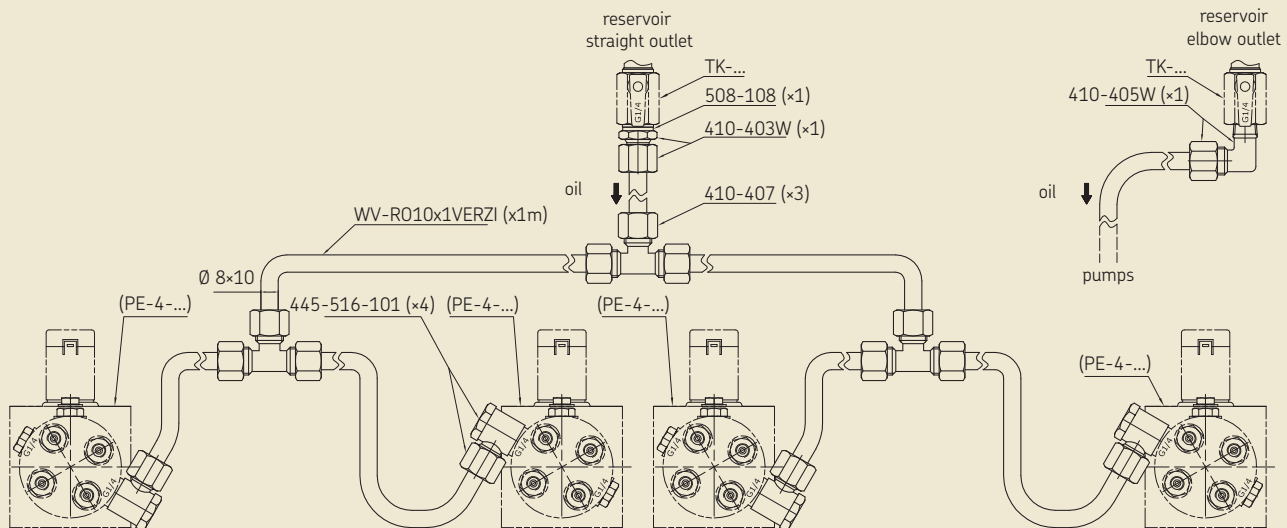 reservoir
straight outlet
reservoir
elbow outlet
TK-...
TK-...
508-108 (×1)
410-405W (×1)
G1/4
G1/4
410-403W (×1)
oil
410-407 (×3)
oil
WV-RO10x1VERZI (x1m)
Ø 8×10
pumps
(PE-4-...)
445-516-101 (×4)
(PE-4-...)
(PE-4-...)
(PE-4-...)
G1/4
G1/4
G1/4
G1/4
G1/4
G1/4
G1/4
G1/4